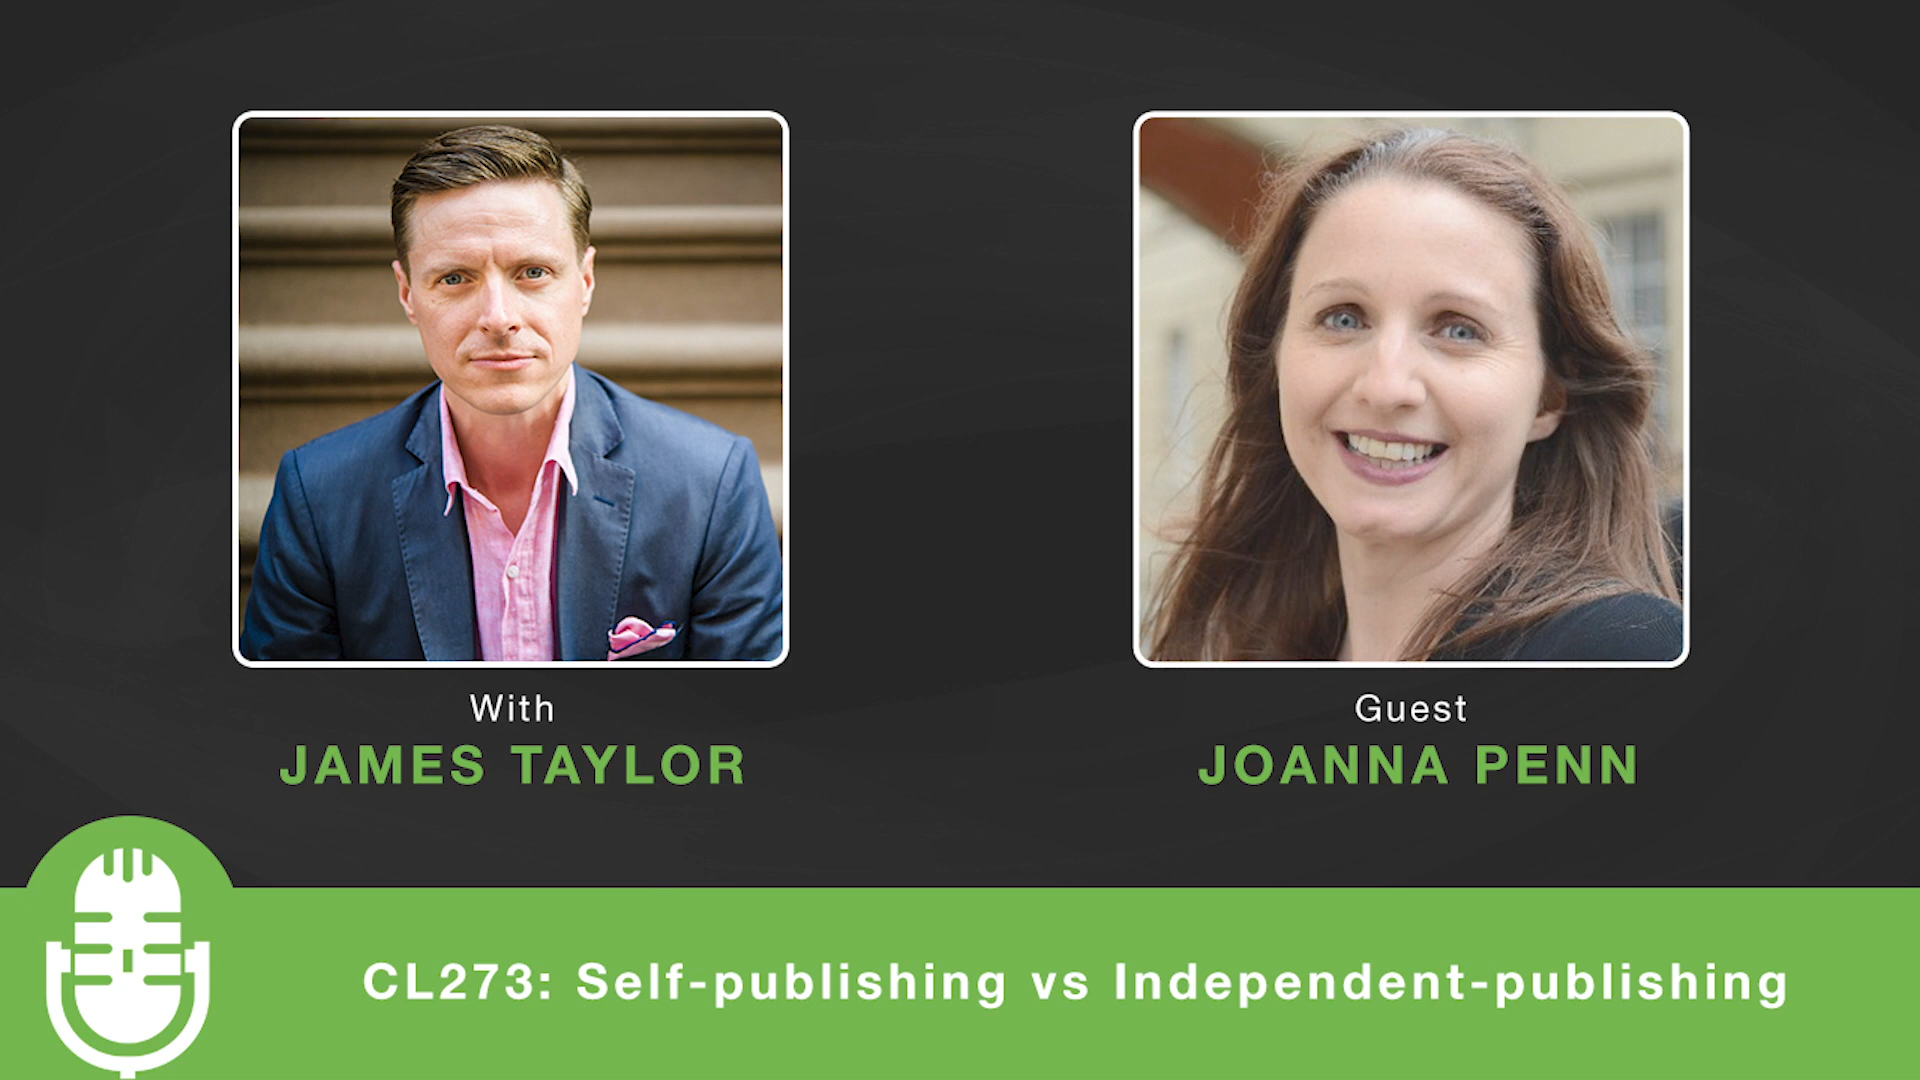 With
JAMES TAYLOR
Guest
JOANNA PENN
CL273: Self-publishing vs Independent-publishing